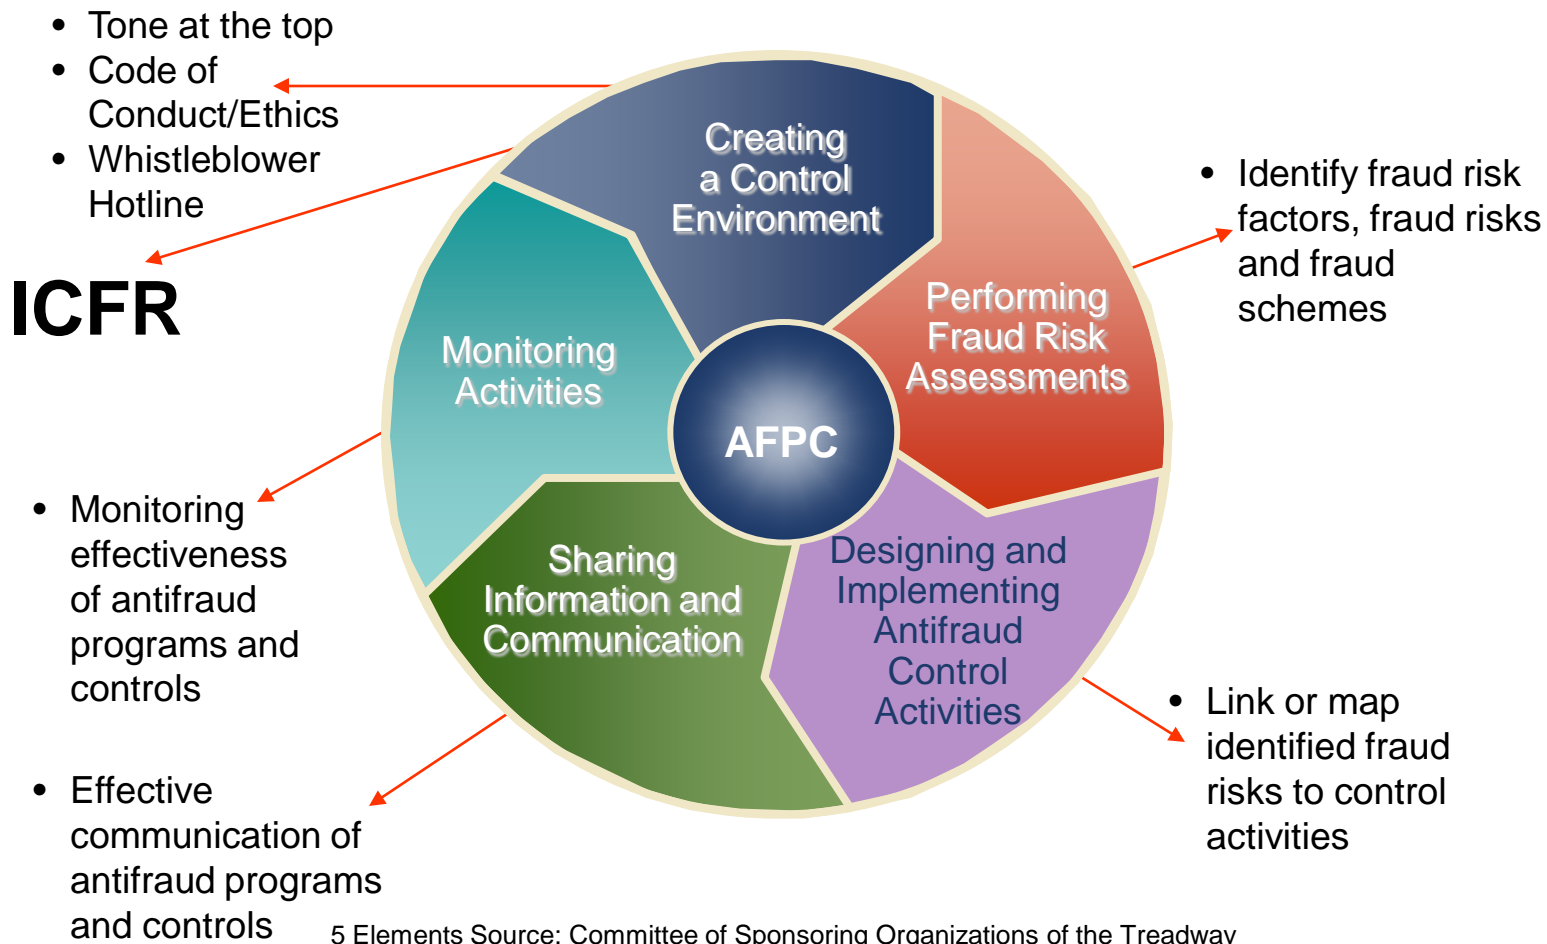 • Tone at the top
• Code of
Conduct/Ethics
• Whistleblower
Hotline
ICFR
Creating
a Control
Environment
• Identify fraud risk
factors, fraud risks
and fraud
schemes
Performing
Fraud Risk
Assessments
Monitoring
Activities
AFPC
Designing and
Implementing
Antifraud
Control
Activities
Sharing
Information and
Communication
• Monitoring
effectiveness
of antifraud
programs and
controls
• Link or map
identified fraud
risks to control
activities
• Effective
communication of
antifraud programs
and controls
5 Elements Source: Committee of Sponsoring Organizations of the Treadway